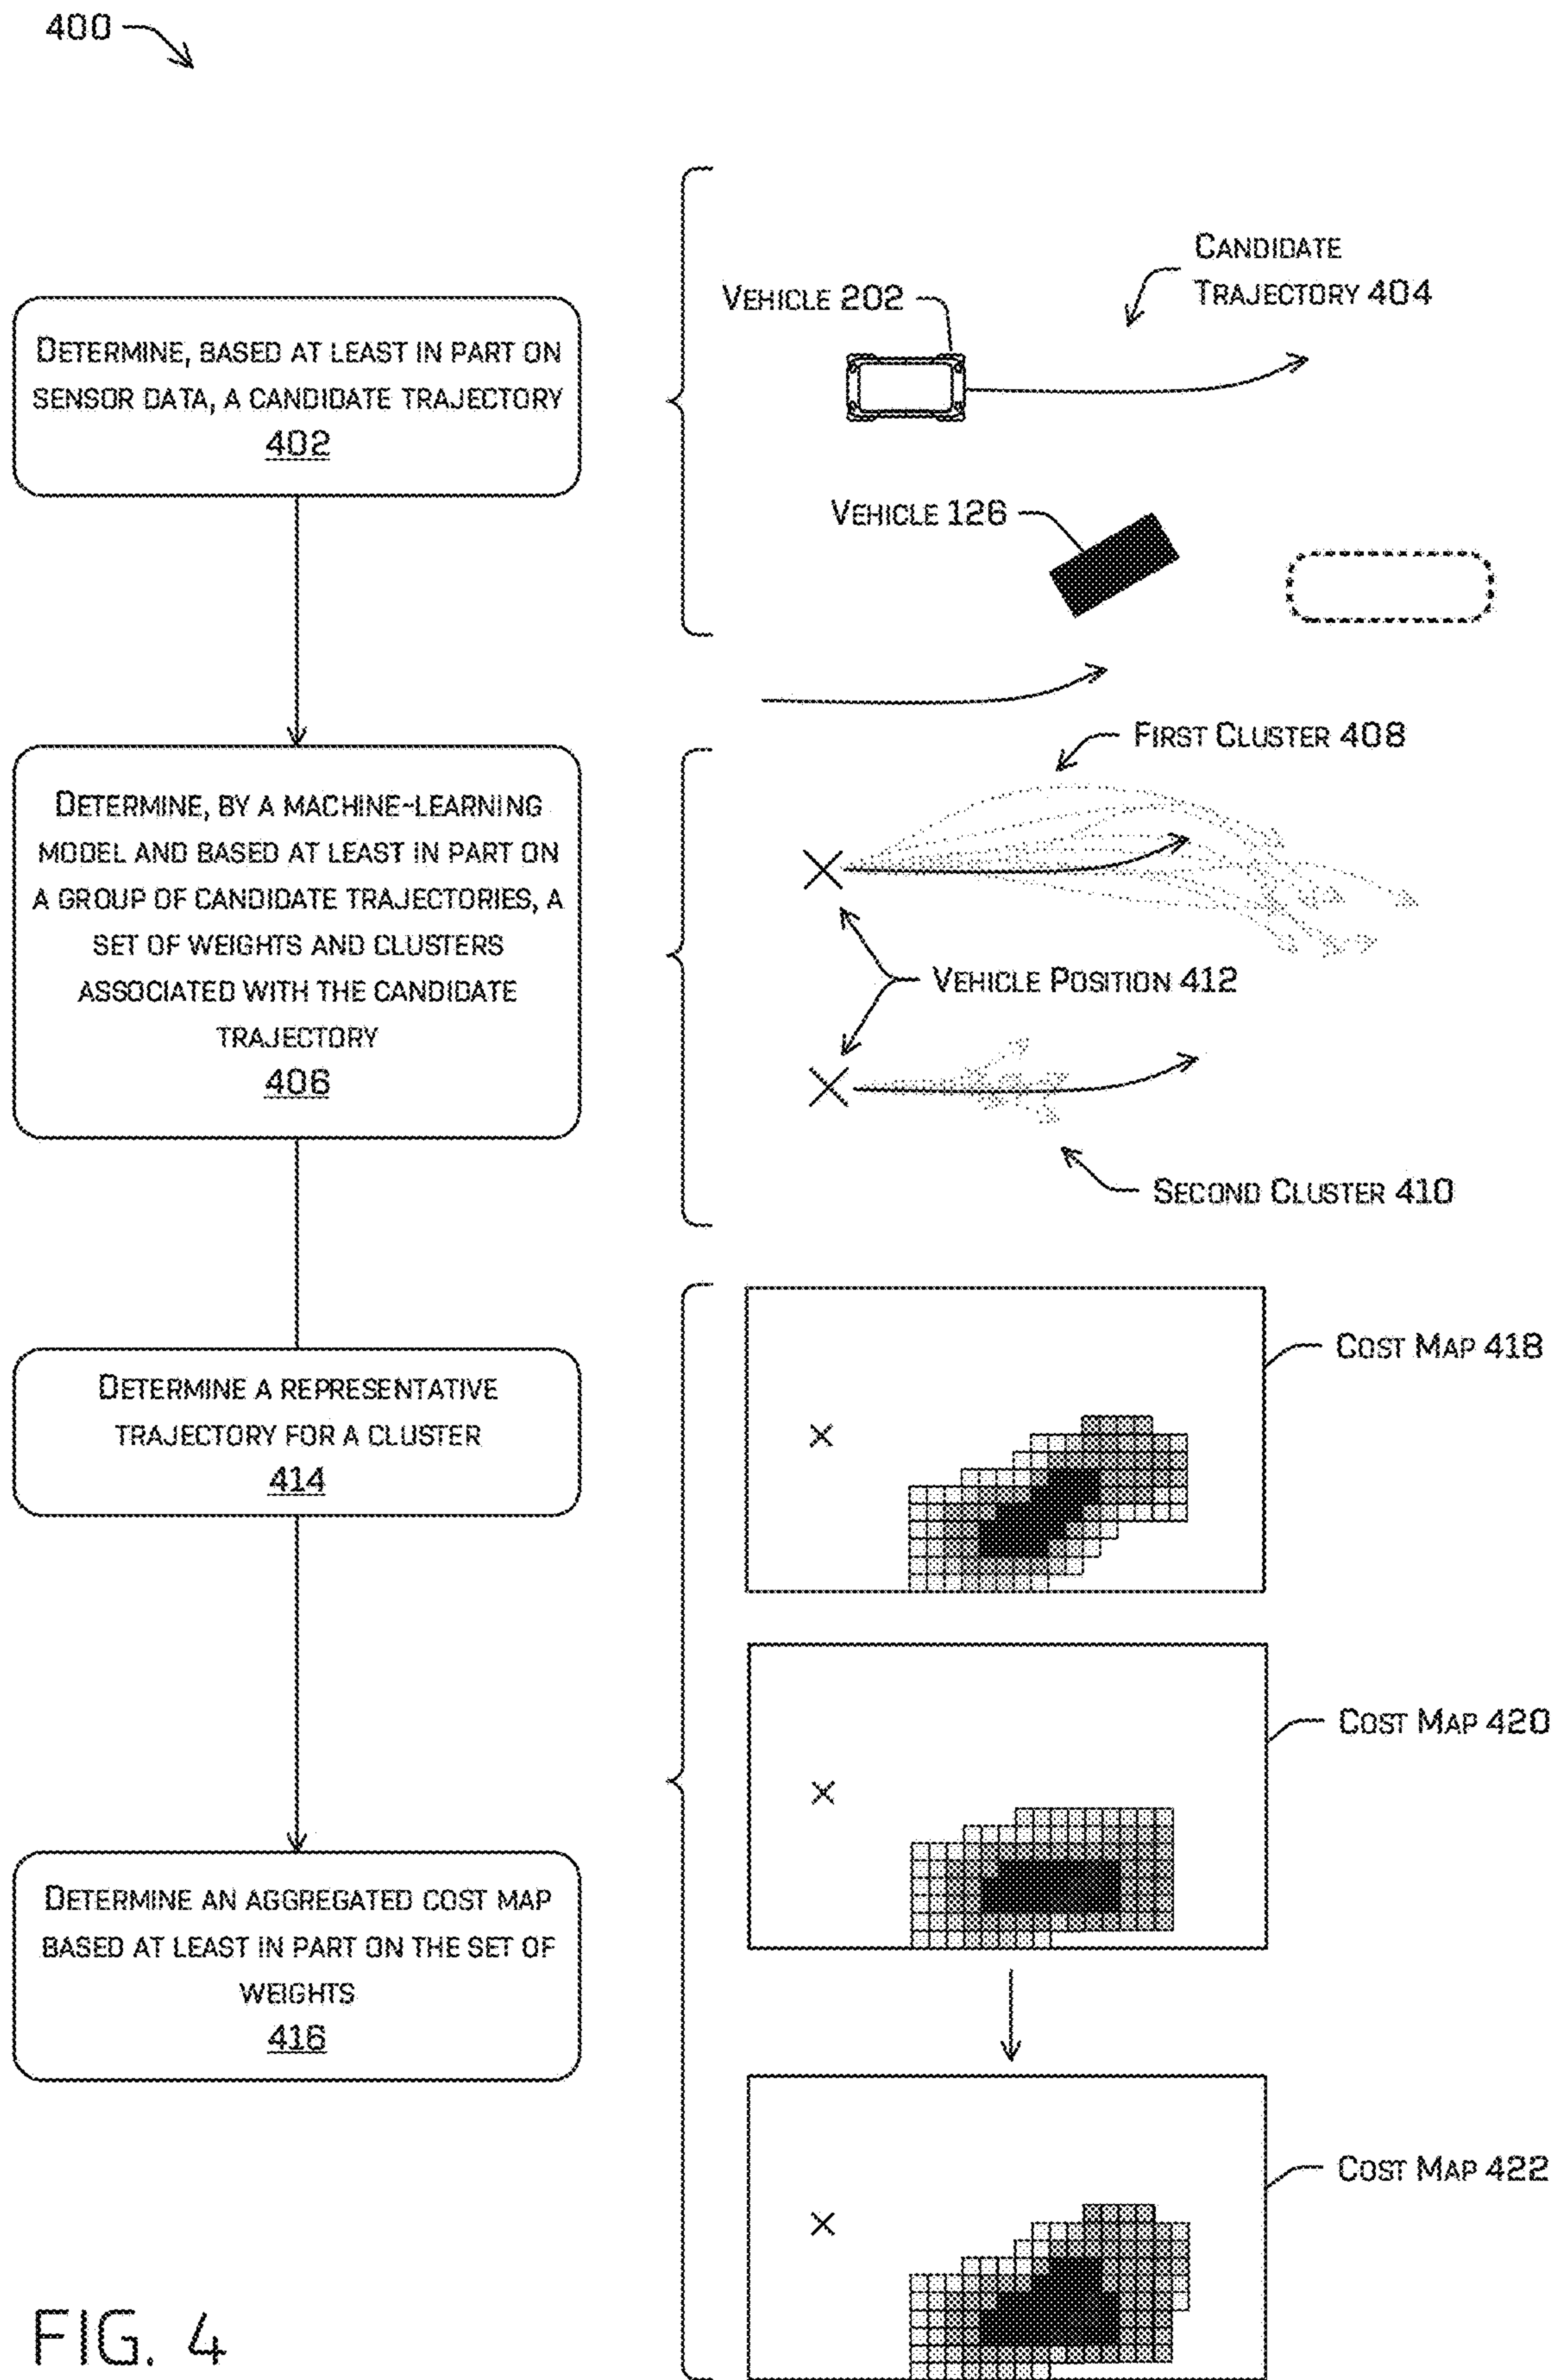 400
DETERMINE, BASED AT LEAST IN PART ON
SENSOR DATA, A CANDIDATE TRAJECTORY
402
VEHICLE 202
CANDIDATE
TRAJECTORY 404
VEHICLE 126
DETERMINE, BY A MACHINE-LEARNING
MODEL AND BASED AT LEAST IN PART ON
A GROUP OF CANDIDATE TRAJECTORIES, A
SET OF WEIGHTS AND CLUSTERS
ASSOCIATED WITH THE CANDIDATE
TRAJECTORY
406
FIRST CLUSTER 408
VEHICLE POSITION 412
SECOND CLUSTER 410
DETERMINE A REPRESENTATIVE
TRAJECTORY FOR A CLUSTER
414
COST MAP 418
COST MAP 420
DETERMINE AN AGGREGATED COST MAP
BASED AT LEAST IN PART ON THE SET OF
WEIGHTS
416
COST MAP 422
FIG. 4